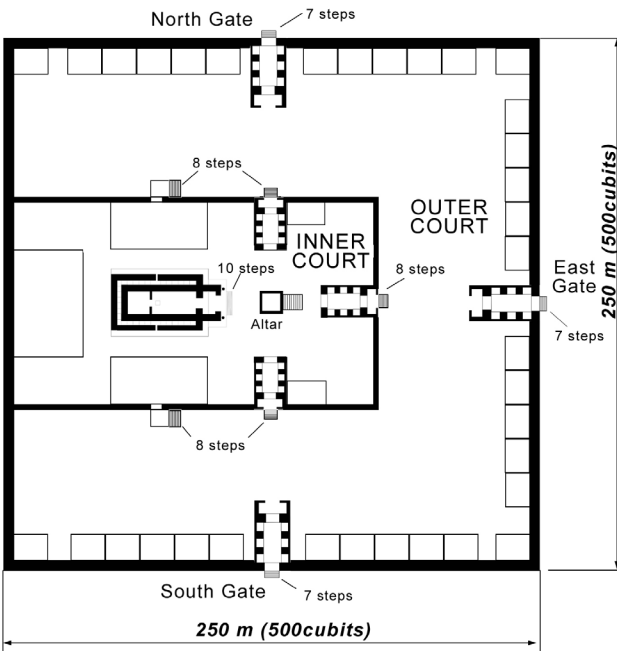 North Gate
7 steps
8 steps
OUTER
COURT
INNER
COURT
10 steps
8 steps
Altar
East
Gate
7 steps
250 m (500cubits)
8 steps
South Gate
7 steps
250 m (500cubits)